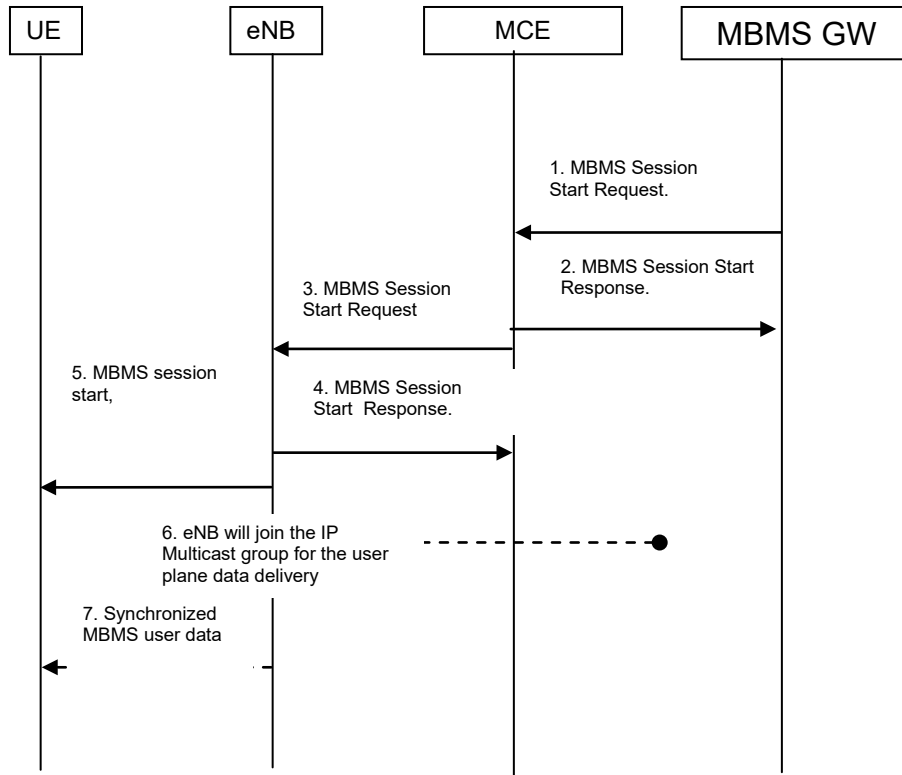 UE
eNB
MCE
MBMS GW
1. MBMS Session
Start Request.
2. MBMS Session Start
Response.
3. MBMS Session
Start Request
4. MBMS Session
Start Response.
5. MBMS session
start,
6. eNB will join the IP
Multicast group for the user
plane data delivery
7. Synchronized
MBMS user data